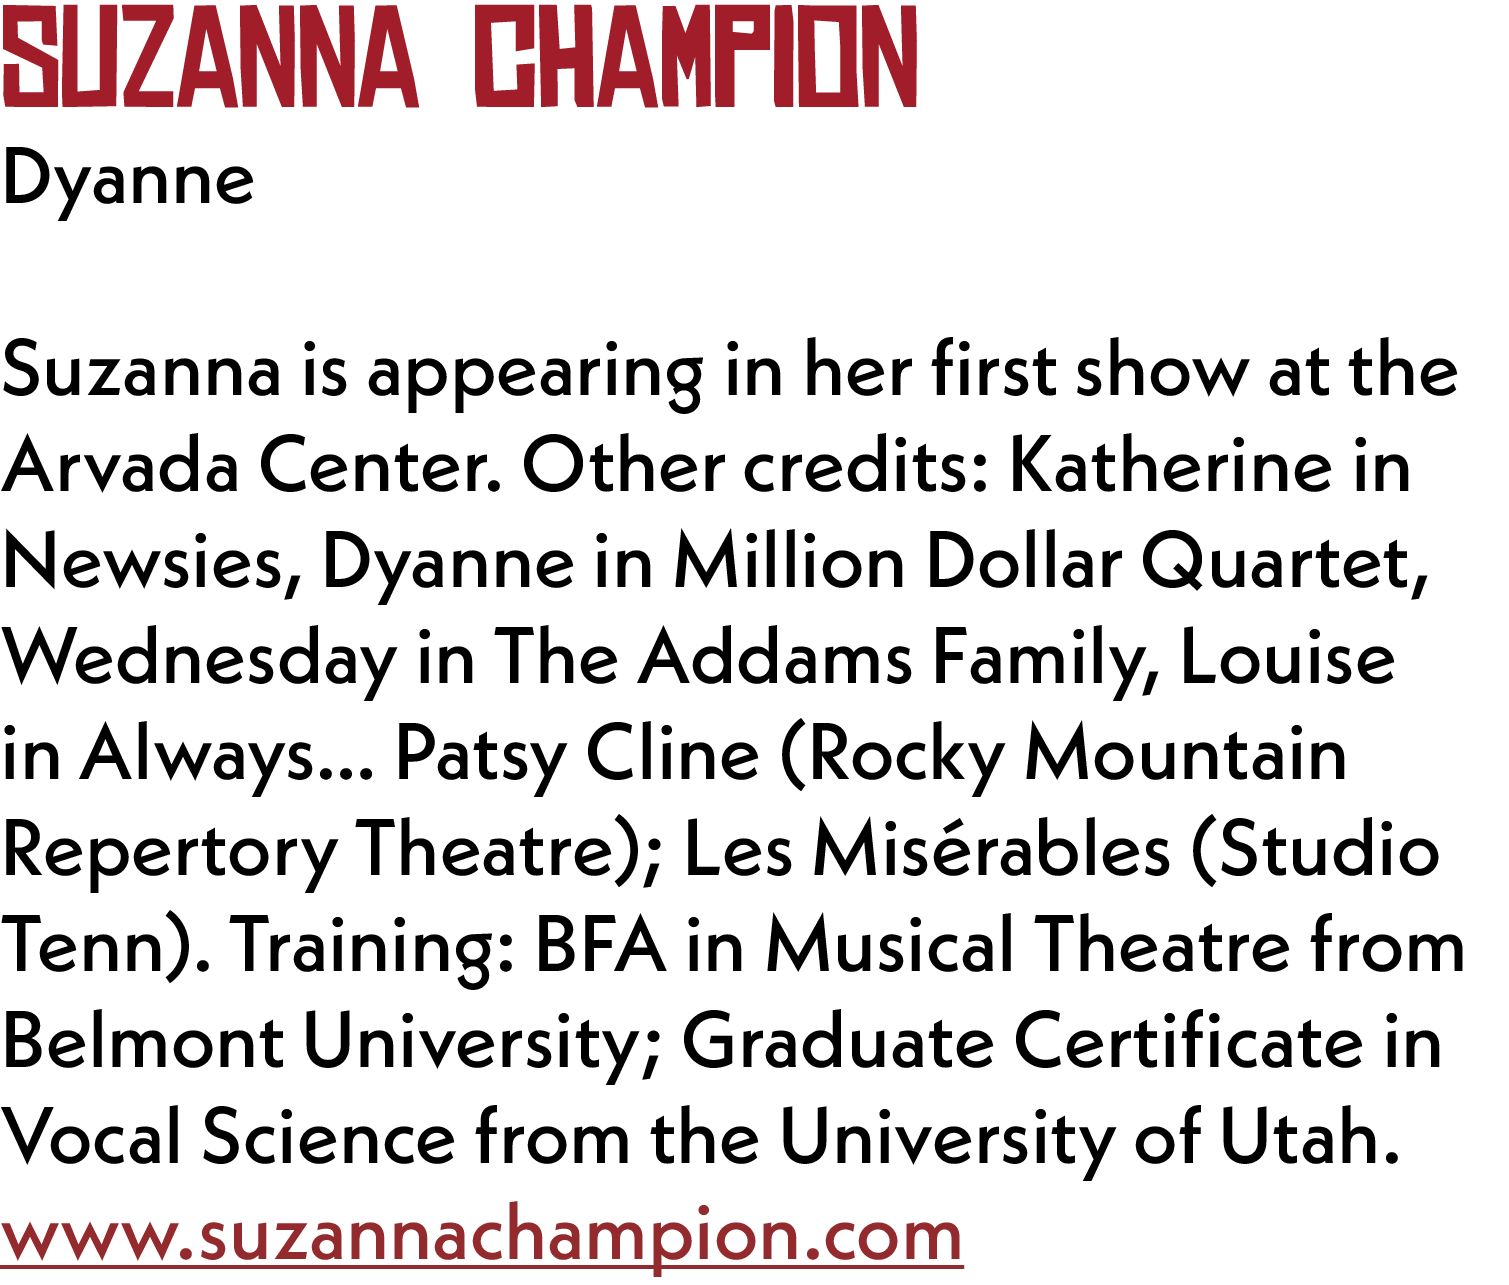 SUZANNA CHAMPION
Dyanne
Suzanna is appearing in her first show at the
Arvada Center. Other credits: Katherine in
Newsies, Dyanne in Million Dollar Quartet,
Wednesday in The Addams Family, Louise
in Always... Patsy Cline (Rocky Mountain
Repertory Theatre); Les Misérables (Studio
Tenn). Training: BFA in Musical Theatre from
Belmont University; Graduate Certificate in
Vocal Science from the University of Utah.
www.suzannachampion.com